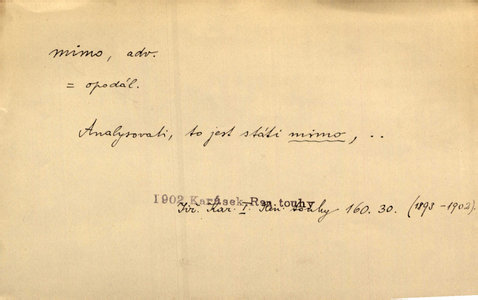 mimo, adv.
= opodál.
Analysovati, to jest státi mimo, ..
1902 Karásek-Ren touhy
Jir. Kar. I. Ren. touhy 160. 30. (1893-1902).